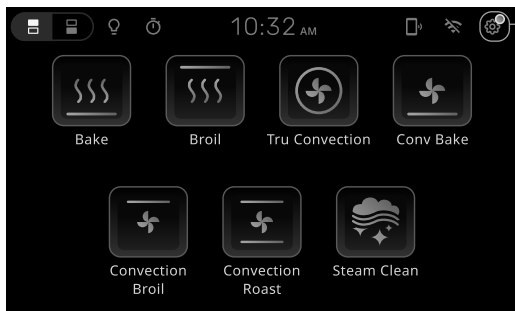 10:32 AM
Bake
Broil
Tru Convection
Conv Bake
Convection
Broil
Convection
Roast
Steam Clean